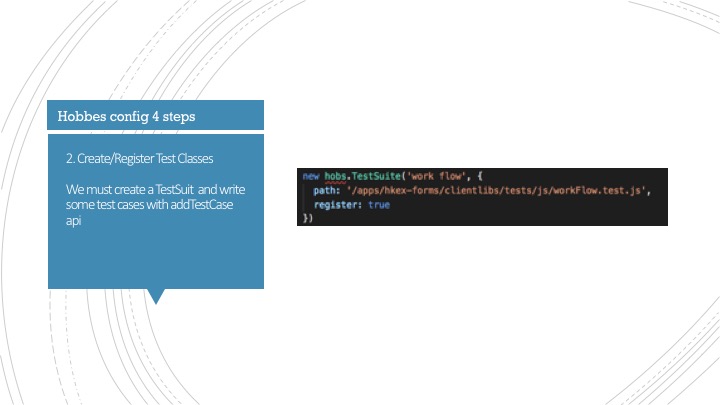 Hobbes config 4 steps
2. Create/Register Test Classes
We must create a TestSuit and write
some test cases with addTestCase
api
new hobs.TestSuite('work flow', {
path: '/apps/hkex-forms/clientlibs/tests/js/workFlow.test.js',
register: true
})